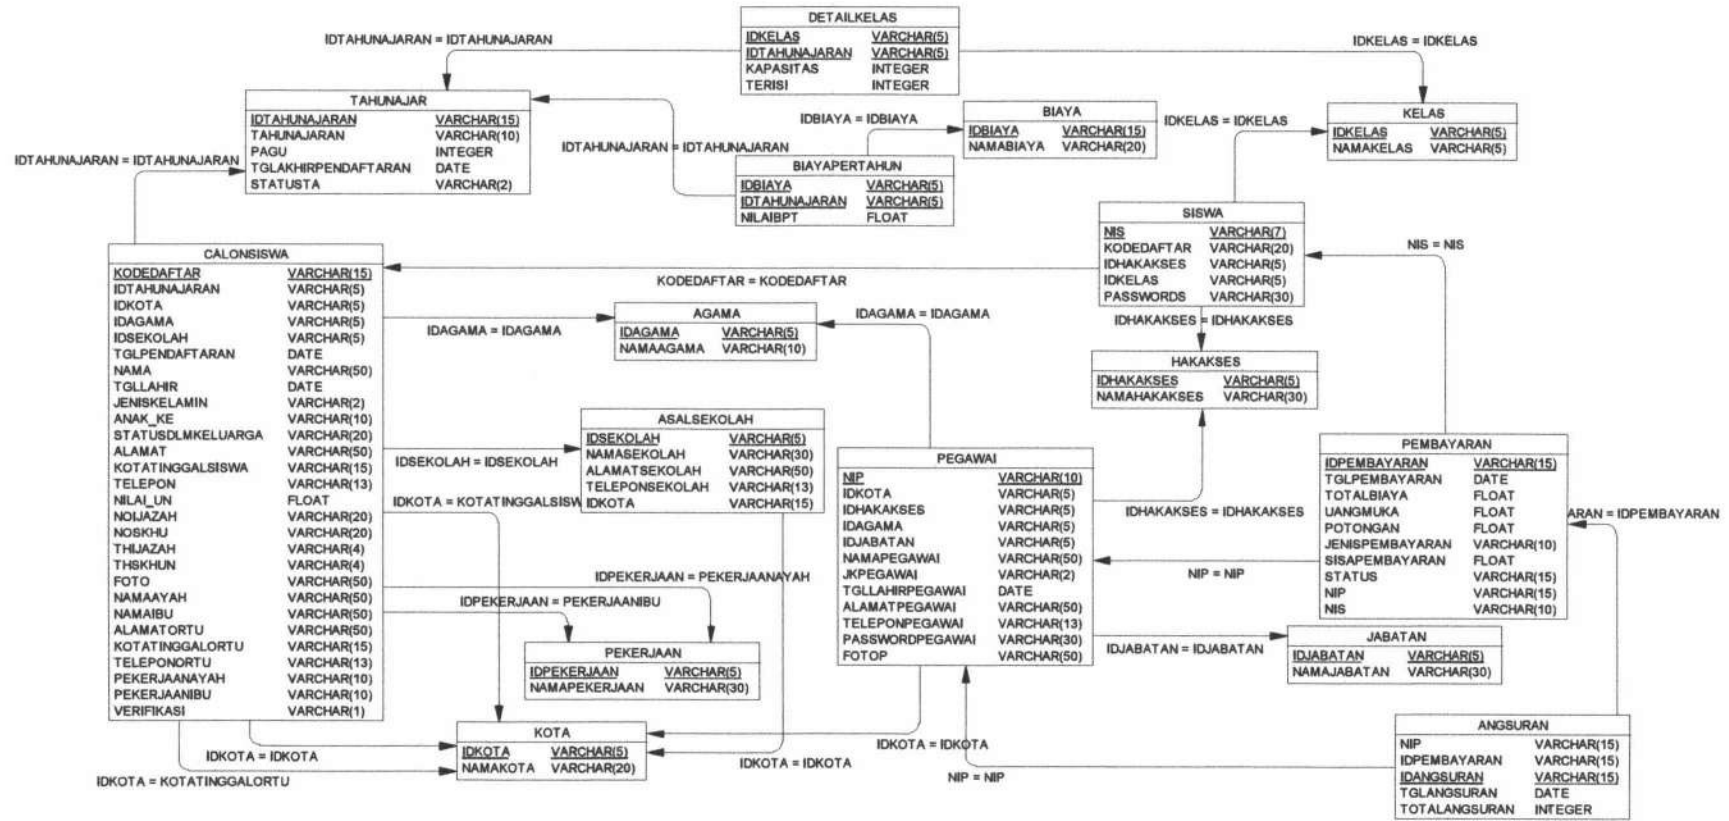 DETAILKELAS
IDKELAS VARCHAR(5)
IDTAHUNAJARAN VARCHAR(5)
KAPASITAS INTEGER
TERISI INTEGER
IDTAHUNAJARAN = IDTAHUNAJARAN
IDKELAS = IDKELAS
TAHUNAJAR
IDTAHUNAJARAN VARCHAR(15)
TAHUNAJARAN VARCHAR(10)
PAGU INTEGER
TGLAKHIRPENDAFTARAN DATE
STATUSTA VARCHAR(2)
IDTAHUNAJARAN = IDTAHUNAJARAN
IDTAHUNAJARAN = IDTAHUNAJARAN
IDBIAYA = IDBIAYA
BIAYA
IDBIAYA VARCHAR(15)
NAMABIAYA VARCHAR(20)
IDKELAS = IDKELAS
KELAS
IDKELAS VARCHAR(5)
NAMAKELAS VARCHAR(5)
BIAYAPERTAHUN
IDBIAYA VARCHAR(5)
IDTAHUNAJARAN VARCHAR(5)
NILAIBPT FLOAT
SISWA
NIS VARCHAR(7)
KODEDAFTAR VARCHAR(20)
IDHAKAKSES VARCHAR(5)
IDKELAS VARCHAR(5)
PASSWORDS VARCHAR(30)
NIS = NIS
KODEDAFTAR = KODEDAFTAR
IDHAKAKSES = IDHAKAKSES
CALONSISWA
KODEDAFTAR VARCHAR(15)
IDTAHUNAJARAN VARCHAR(5)
IDKOTA VARCHAR(5)
IDAGAMA VARCHAR(5)
IDSEKOLAH VARCHAR(5)
TGLPENDAFTARAN DATE
NAMA VARCHAR(50)
TGLLAHIR DATE
JENISKELAMIN VARCHAR(2)
ANAK_KE VARCHAR(10)
STATUSDLMKELUARGA VARCHAR(20)
ALAMAT VARCHAR(50)
KOTATINGGALSISWA VARCHAR(15)
TELEPON VARCHAR(13)
NILAI_UN FLOAT
NOIJAZAH VARCHAR(20)
NOSKHU VARCHAR(20)
THIJAZAH VARCHAR(4)
THSKHUN VARCHAR(4)
FOTO VARCHAR(50)
NAMAAYAH VARCHAR(50)
NAMAIBU VARCHAR(50)
ALAMATORTU VARCHAR(50)
KOTATINGGALORTU VARCHAR(15)
TELEPONORTU VARCHAR(13)
PEKERJAANAYAH VARCHAR(10)
PEKERJAANIBU VARCHAR(10)
VERIFIKASI VARCHAR(1)
IDAGAMA = IDAGAMA
AGAMA
IDAGAMA VARCHAR(5)
NAMAAGAMA VARCHAR(10)
IDAGAMA = IDAGAMA
HAKAKSES
IDHAKAKSES VARCHAR(5)
NAMAHAKAKSES VARCHAR(30)
ASALSEKOLAH
IDSEKOLAH VARCHAR(5)
NAMASEKOLAH VARCHAR(30)
ALAMATSEKOLAH VARCHAR(50)
TELEPONSEKOLAH VARCHAR(13)
IDKOTA VARCHAR(15)
IDSEKOLAH = IDSEKOLAH
IDKOTA = KOTATINGGALSISW
PEGAWAI
NIP VARCHAR(10)
IDKOTA VARCHAR(5)
IDHAKAKSES VARCHAR(5)
IDAGAMA VARCHAR(5)
IDJABATAN VARCHAR(5)
NAMAPEGAWAI VARCHAR(50)
JKPEGAWAI VARCHAR(2)
TGLLAHIRPEGAWAI DATE
ALAMATPEGAWAI VARCHAR(50)
TELEPONPEGAWAI VARCHAR(13)
PASSWORDPEGAWAI VARCHAR(30)
FOTOP VARCHAR(50)
IDHAKAKSES = IDHAKAKSES
PEMBAYARAN
IDPEMBAYARAN VARCHAR(15)
TGLPEMBAYARAN DATE
TOTALBIAYA FLOAT
UANGMUKA FLOAT
POTONGAN FLOAT
JENISPEMBAYARAN VARCHAR(10)
SISAPEMBAYARAN FLOAT
STATUS VARCHAR(15)
NIP VARCHAR(15)
NIS VARCHAR(10)
ARAN = IDPEMBAYARAN
NIP = NIP
IDPEKERJAAN = PEKERJAANAYAH
IDPEKERJAAN = PEKERJAANIBU
PEKERJAAN
IDPEKERJAAN VARCHAR(5)
NAMAPEKERJAAN VARCHAR(30)
IDJABATAN = IDJABATAN
JABATAN
IDJABATAN VARCHAR(5)
NAMAJABATAN VARCHAR(30)
KOTA
IDKOTA VARCHAR(5)
NAMAKOTA VARCHAR(20)
IDKOTA = IDKOTA
IDKOTA = KOTATINGGALORTU
IDKOTA = IDKOTA
IDKOTA = IDKOTA
NIP = NIP
ANGSURAN
NIP VARCHAR(15)
IDPEMBAYARAN VARCHAR(15)
IDANGSURAN VARCHAR(15)
TGLANGSURAN DATE
TOTALANGSURAN INTEGER